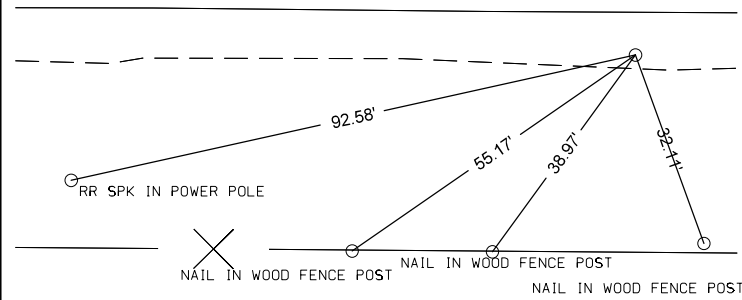 92.58'
55.17'
38.97'
32.11'
RR SPK IN POWER POLE
NAIL IN WOOD FENCE POST
NAIL IN WOOD FENCE POST
NAIL IN WOOD FENCE POST